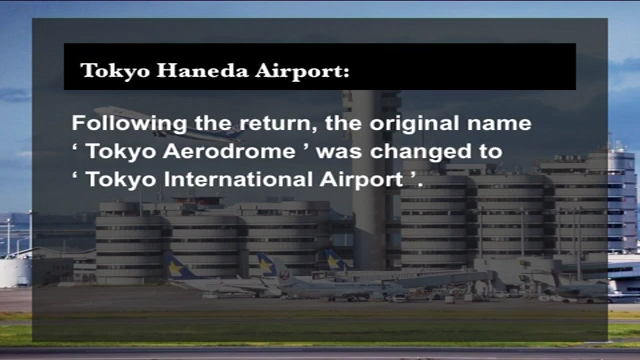 Tokyo Haneda Airport:
Following the return, the original name
‘ Tokyo Aerodrome ’ was changed to
‘ Tokyo International Airport ’.